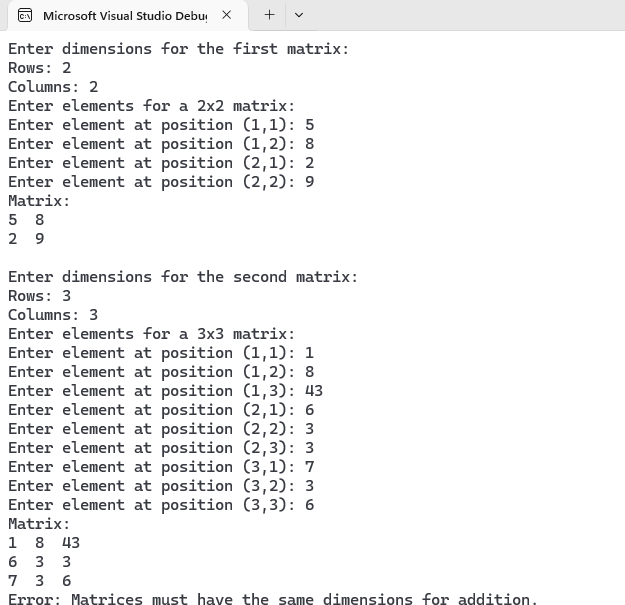 Microsoft Visual Studio Debu
Enter dimensions for the first matrix:
Rows: 2
Columns: 2
Enter elements for a 2x2 matrix:
Enter element at position (1,1): 5
Enter element at position (1,2): 8
Enter element at position (2,1): 2
Enter element at position (2,2): 9
Matrix:
5  8
2  9
Enter dimensions for the second matrix:
Rows: 3
Columns: 3
Enter elements for a 3x3 matrix:
Enter element at position (1,1): 1
Enter element at position (1,2): 8
Enter element at position (1,3): 43
Enter element at position (2,1): 6
Enter element at position (2,2): 3
Enter element at position (2,3): 3
Enter element at position (3,1): 7
Enter element at position (3,2): 3
Enter element at position (3,3): 6
Matrix:
1  8  43
6  3  3
7  3  6
Error: Matrices must have the same dimensions for addition.